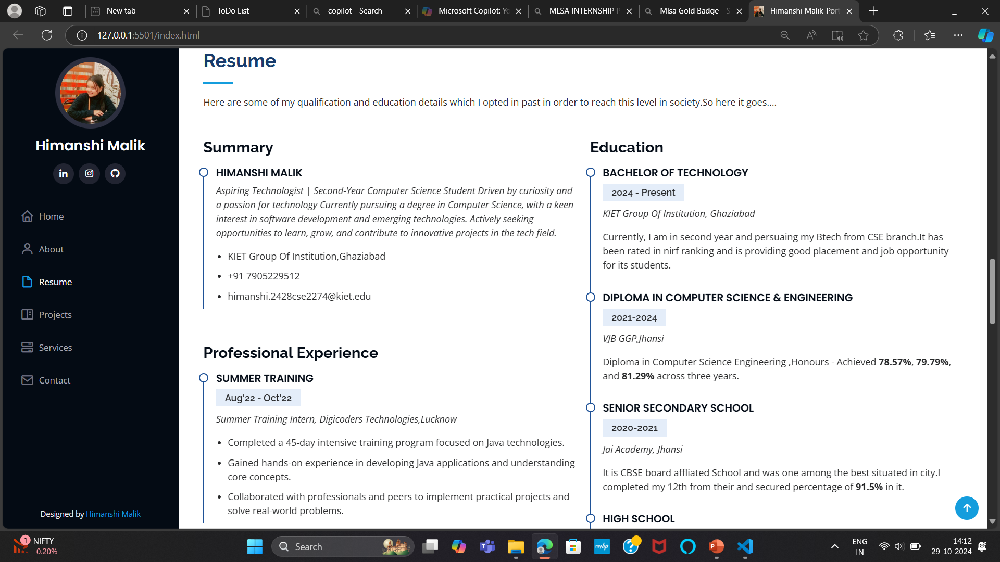 New tab
ToDo List
copilot - Search
Microsoft Copilot: Yo
MLSA INTERNSHIP P
Mlsa Gold Badge - S
Himanshi Malik-Port
127.0.0.1:5501/index.html
Himanshi Malik
in
Home
About
Resume
Projects
Services
Contact
Designed by Himanshi Malik
Resume
Here are some of my qualification and education details which I opted in past in order to reach this level in society.So here it goes....
Summary
HIMANSHI MALIK
Aspiring Technologist | Second-Year Computer Science Student Driven by curiosity and
a passion for technology Currently pursuing a degree in Computer Science, with a keen
interest in software development and emerging technologies. Actively seeking
opportunities to learn, grow, and contribute to innovative projects in the tech field.
• KIET Group Of Institution,Ghaziabad
• +91 7905229512
• himanshi.2428cse2274@kiet.edu
Professional Experience
SUMMER TRAINING
Aug'22 - Oct'22
Summer Training Intern, Digicoders Technologies,Lucknow
• Completed a 45-day intensive training program focused on Java technologies.
• Gained hands-on experience in developing Java applications and understanding
core concepts.
• Collaborated with professionals and peers to implement practical projects and
solve real-world problems.
Education
BACHELOR OF TECHNOLOGY
2024 - Present
KIET Group Of Institution, Ghaziabad
Currently, I am in second year and persuaing my Btech from CSE branch.It has
been rated in nirf ranking and is providing good placement and job opportunity
for its students.
DIPLOMA IN COMPUTER SCIENCE & ENGINEERING
2021-2024
VJB GGP,Jhansi
Diploma in Computer Science Engineering ,Honours - Achieved 78.57%, 79.79%,
and 81.29% across three years.
SENIOR SECONDARY SCHOOL
2020-2021
Jai Academy, Jhansi
It is CBSE board affliated School and was one among the best situated in city.I
completed my 12th from their and secured percentage of 91.5% in it.
HIGH SCHOOL
1
NIFTY
-0.20%
Search
T
myhp
?
P
ENG
IN
14:12
29-10-2024